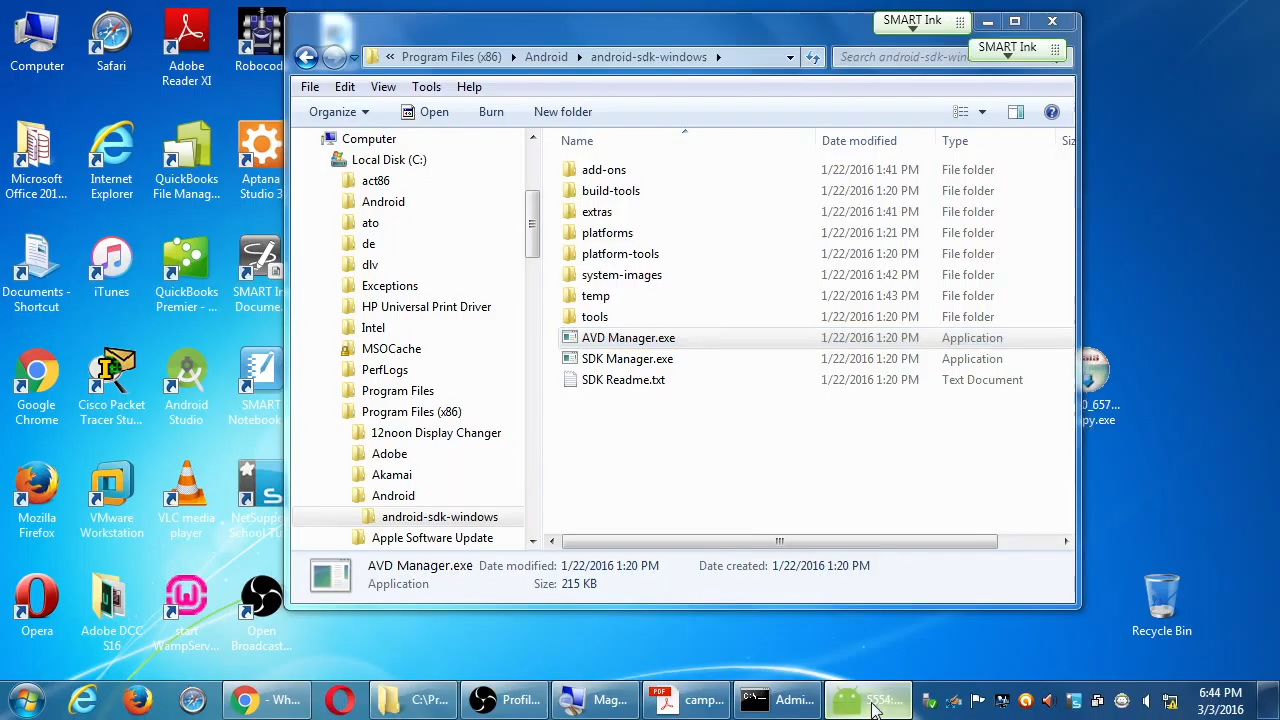 SMART Ink
SMART Ink
Computer
Safari
Adobe
Reader XI
Robocod
Microsoft
Office 201...
Internet
Explorer
QuickBooks
File Manag...
Aptana
Studio 3
Documents -
Shortcut
iTunes
QuickBooks
Premier - ...
SMART In
Docume..
Google
Chrome
Cisco Packet
Tracer Stu...
Android
Studio
SMART
Notebook
Mozilla
Firefox
VMware
Workstation
VLC media
player
NetSuppo
School Tu
Opera
Adobe DCC
S16
start
WampServ...
Open
Broadcast...
« Program Files (x86) Android android-sdk-windows
Search android-sdk-win
File Edit View Tools Help
Organize Open Burn New folder
Computer
Local Disk (C:)
act86
Android
ato
de
dlv
Exceptions
HP Universal Print Driver
Intel
MSOCache
PerfLogs
Program Files
Program Files (x86)
12noon Display Changer
Adobe
Akamai
Android
android-sdk-windows
Apple Software Update
Name Date modified Type Siz
add-ons 1/22/2016 1:41 PM File folder
build-tools 1/22/2016 1:20 PM File folder
extras 1/22/2016 1:41 PM File folder
platforms 1/22/2016 1:21 PM File folder
platform-tools 1/22/2016 1:20 PM File folder
system-images 1/22/2016 1:42 PM File folder
temp 1/22/2016 1:43 PM File folder
tools 1/22/2016 1:20 PM File folder
AVD Manager.exe 1/22/2016 1:20 PM Application
SDK Manager.exe 1/22/2016 1:20 PM Application
SDK Readme.txt 1/22/2016 1:20 PM Text Document
AVD Manager.exe Date modified: 1/22/2016 1:20 PM Date created: 1/22/2016 1:20 PM
Application Size: 215 KB
0_657...
py.exe
Recycle Bin
- Wh... C:\Pr... Profil... Mag... PDF camp... Admi... 5554:...
6:44 PM
3/3/2016